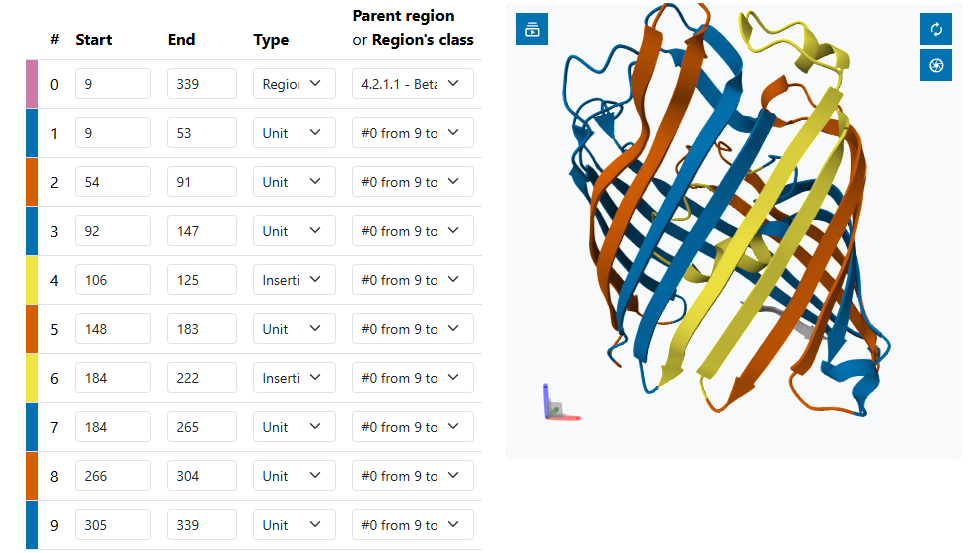 # Start End Type Parent region or Region's class
0 9 339 Regio 4.2.1.1 - Beta
1 9 53 Unit #0 from 9 to
2 54 91 Unit #0 from 9 to
3 92 147 Unit #0 from 9 to
4 106 125 Inserti #0 from 9 to
5 148 183 Unit #0 from 9 to
6 184 222 Inserti #0 from 9 to
7 184 265 Unit #0 from 9 to
8 266 304 Unit #0 from 9 to
9 305 339 Unit #0 from 9 to